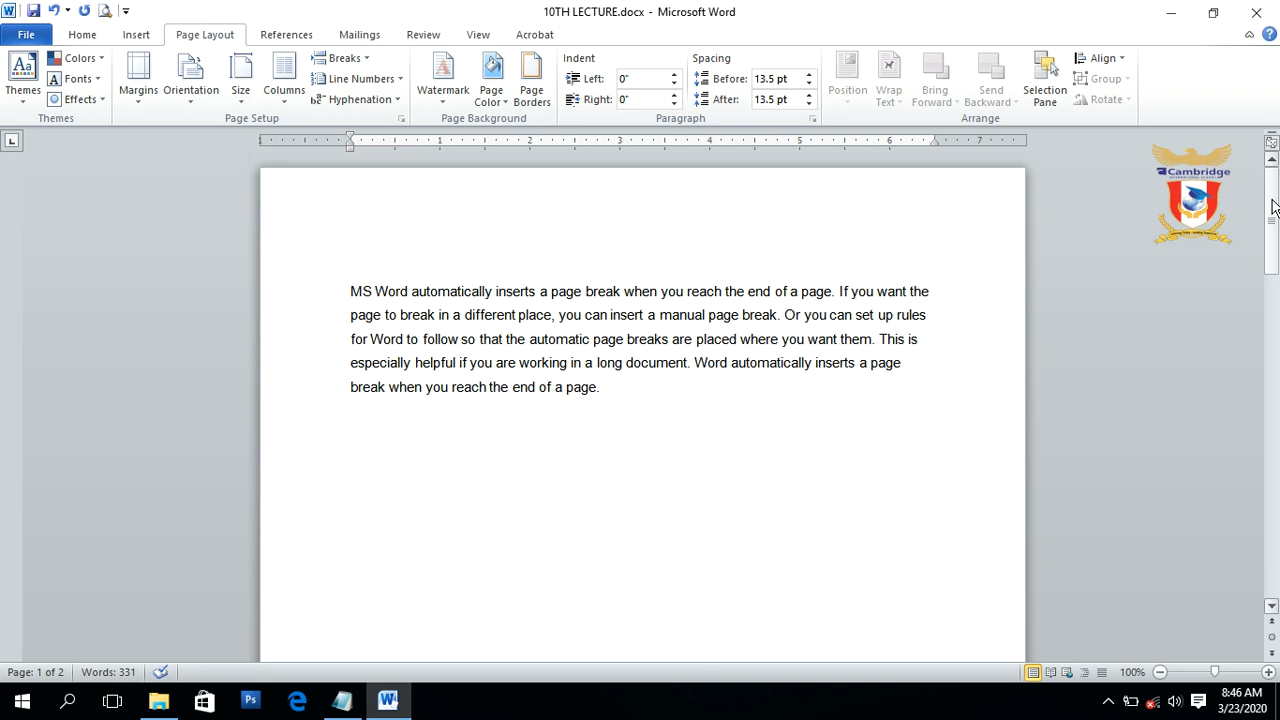 10TH LECTURE.docx - Microsoft Word
File Home Insert Page Layout References Mailings Review View Acrobat
Themes
Colors
Fonts
Effects
Themes
Margins
Orientation
Size
Columns
Breaks
Line Numbers
Hyphenation
Page Setup
Watermark
Page Color
Page Borders
Page Background
Indent
Left: 0"
Right: 0"
Spacing
Before: 13.5 pt
After: 13.5 pt
Paragraph
Position
Wrap Text
Bring Forward
Send Backward
Selection Pane
Align
Group
Rotate
Arrange
1 1 2 3 4 5 6 7
Cambridge
MS Word automatically inserts a page break when you reach the end of a page. If you want the
page to break in a different place, you can insert a manual page break. Or you can set up rules
for Word to follow so that the automatic page breaks are placed where you want them. This is
especially helpful if you are working in a long document. Word automatically inserts a page
break when you reach the end of a page.
Page: 1 of 2 Words: 331 100%
8:46 AM
3/23/2020